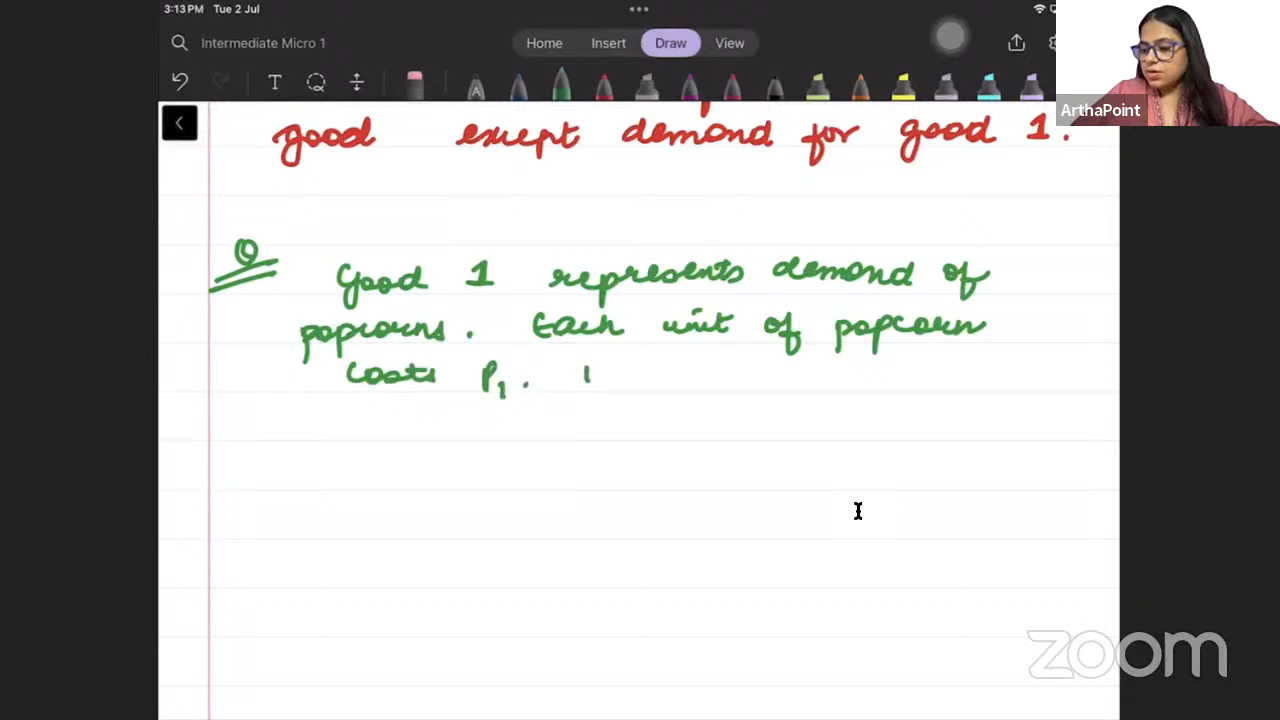 3:13 PM Tue 2 Jul
Intermediate Micro 1
Home Insert Draw View
ArthaPoint
good except demand for good 1.
Q
Good 1 represents demand of
popcorns. Each unit of popcorn
costs P₁.
zoom